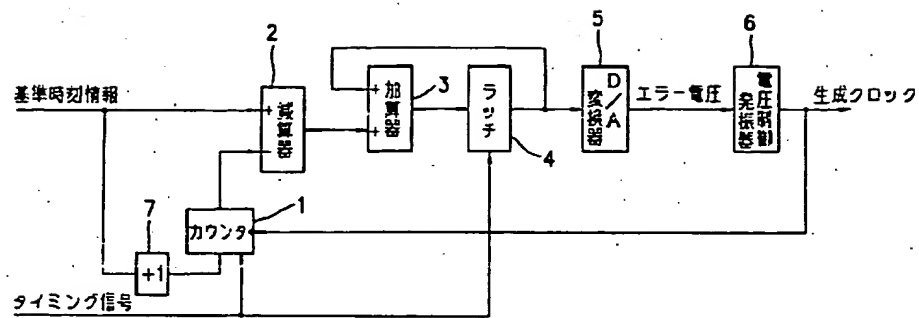 2
5
6
基準時刻情報
減算器
+
−
加算器
+
+
3
ラッチ
4
D/A
変換器
エラー電圧
電圧制御
発振器
生成クロック
7
+1
カウンタ
1
タイミング信号